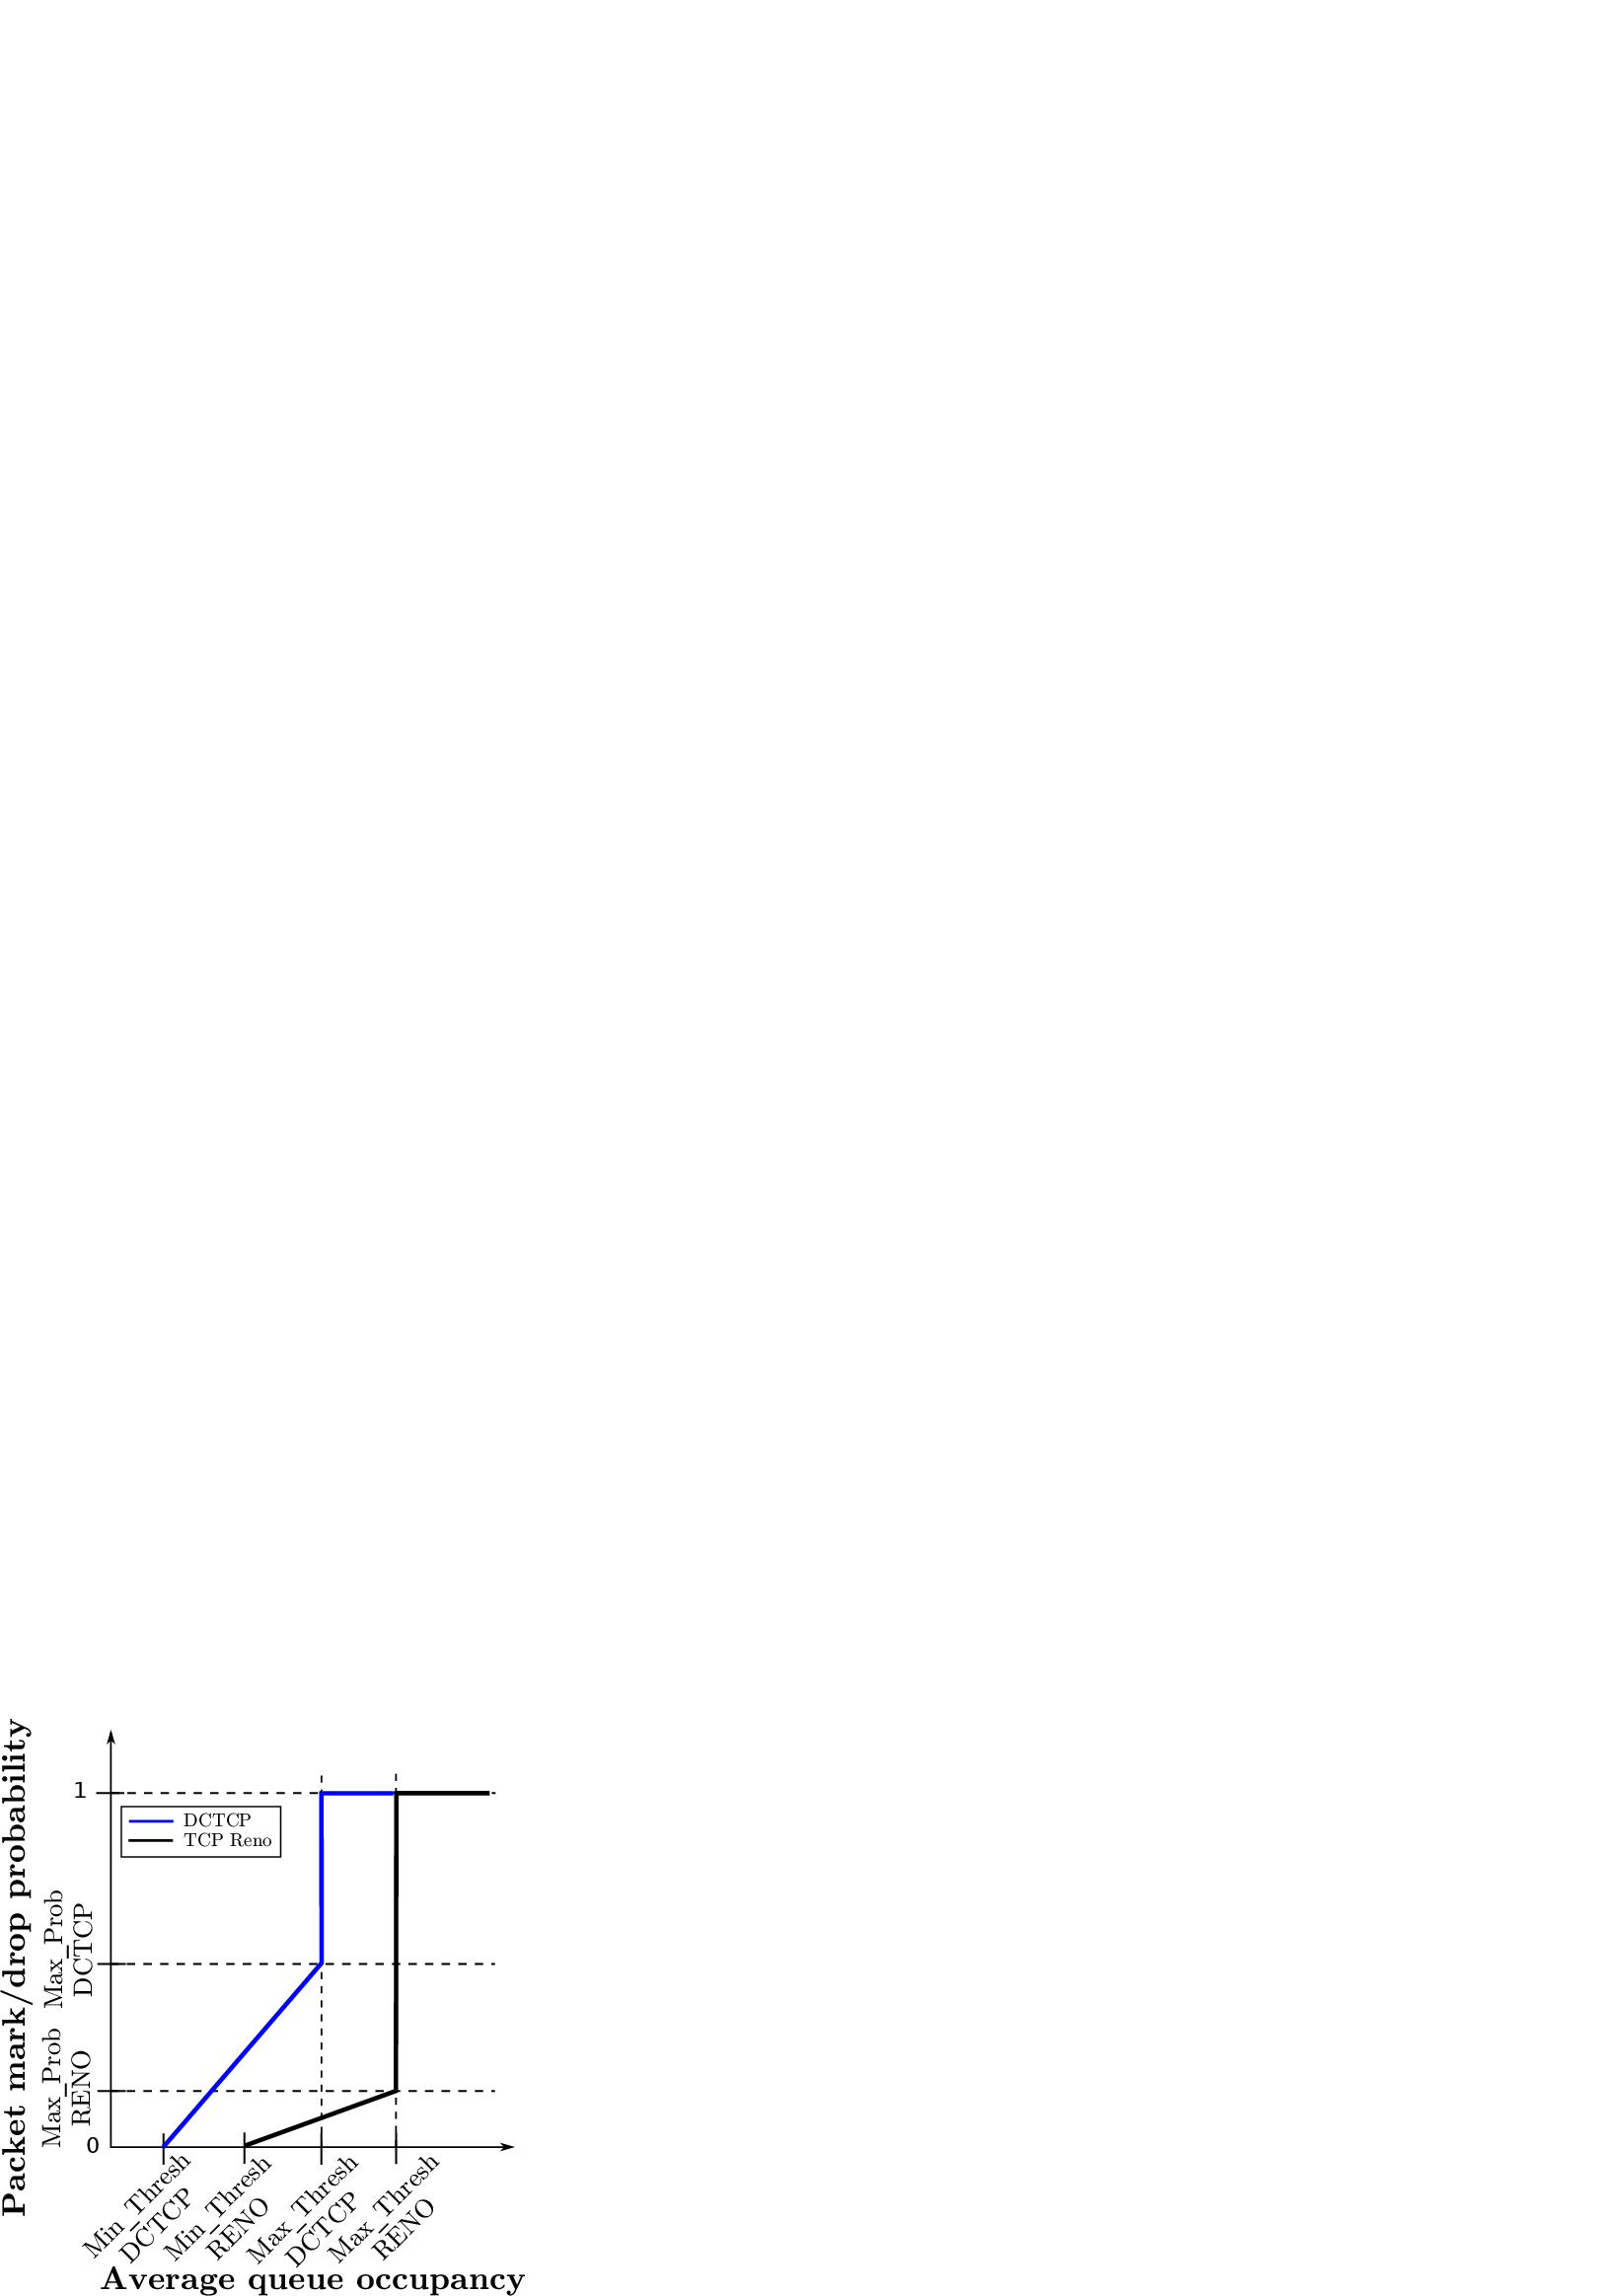 Packet mark/drop probability
1
DCTCP
TCP Reno
Max_Prob
DCTCP
Max_Prob
RENO
0
Min_Thresh
DCTCP
Min_Thresh
RENO
Max_Thresh
DCTCP
Max_Thresh
RENO
Average queue occupancy